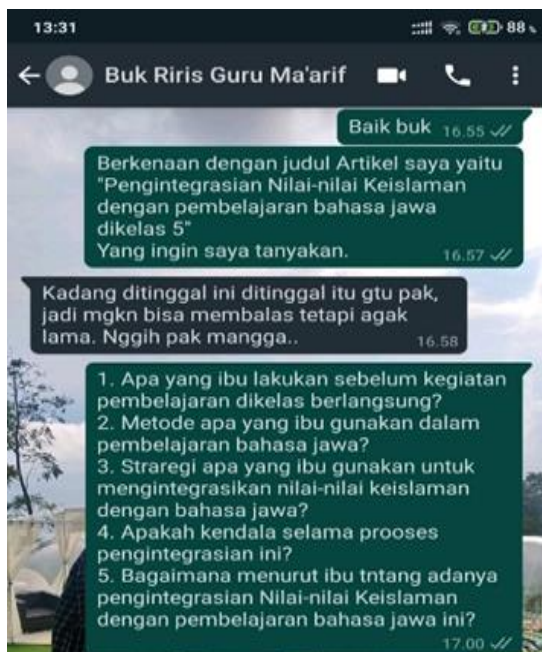 13:31
88
Buk Riris Guru Ma'arif
Baik buk 16.55
Berkenaan dengan judul Artikel saya yaitu
"Pengintegrasian Nilai-nilai Keislaman
dengan pembelajaran bahasa jawa
dikelas 5"
Yang ingin saya tanyakan. 16.57
Kadang ditinggal ini ditinggal itu gtu pak,
jadi mgkn bisa membalas tetapi agak
lama. Nggih pak mangga.. 16.58
1. Apa yang ibu lakukan sebelum kegiatan
pembelajaran dikelas berlangsung?
2. Metode apa yang ibu gunakan dalam
pembelajaran bahasa jawa?
3. Straregi apa yang ibu gunakan untuk
mengintegrasikan nilai-nilai keislaman
dengan bahasa jawa?
4. Apakah kendala selama prooses
pengintegrasian ini?
5. Bagaimana menurut ibu tntang adanya
pengintegrasian Nilai-nilai Keislaman
dengan pembelajaran bahasa jawa ini?
17.00